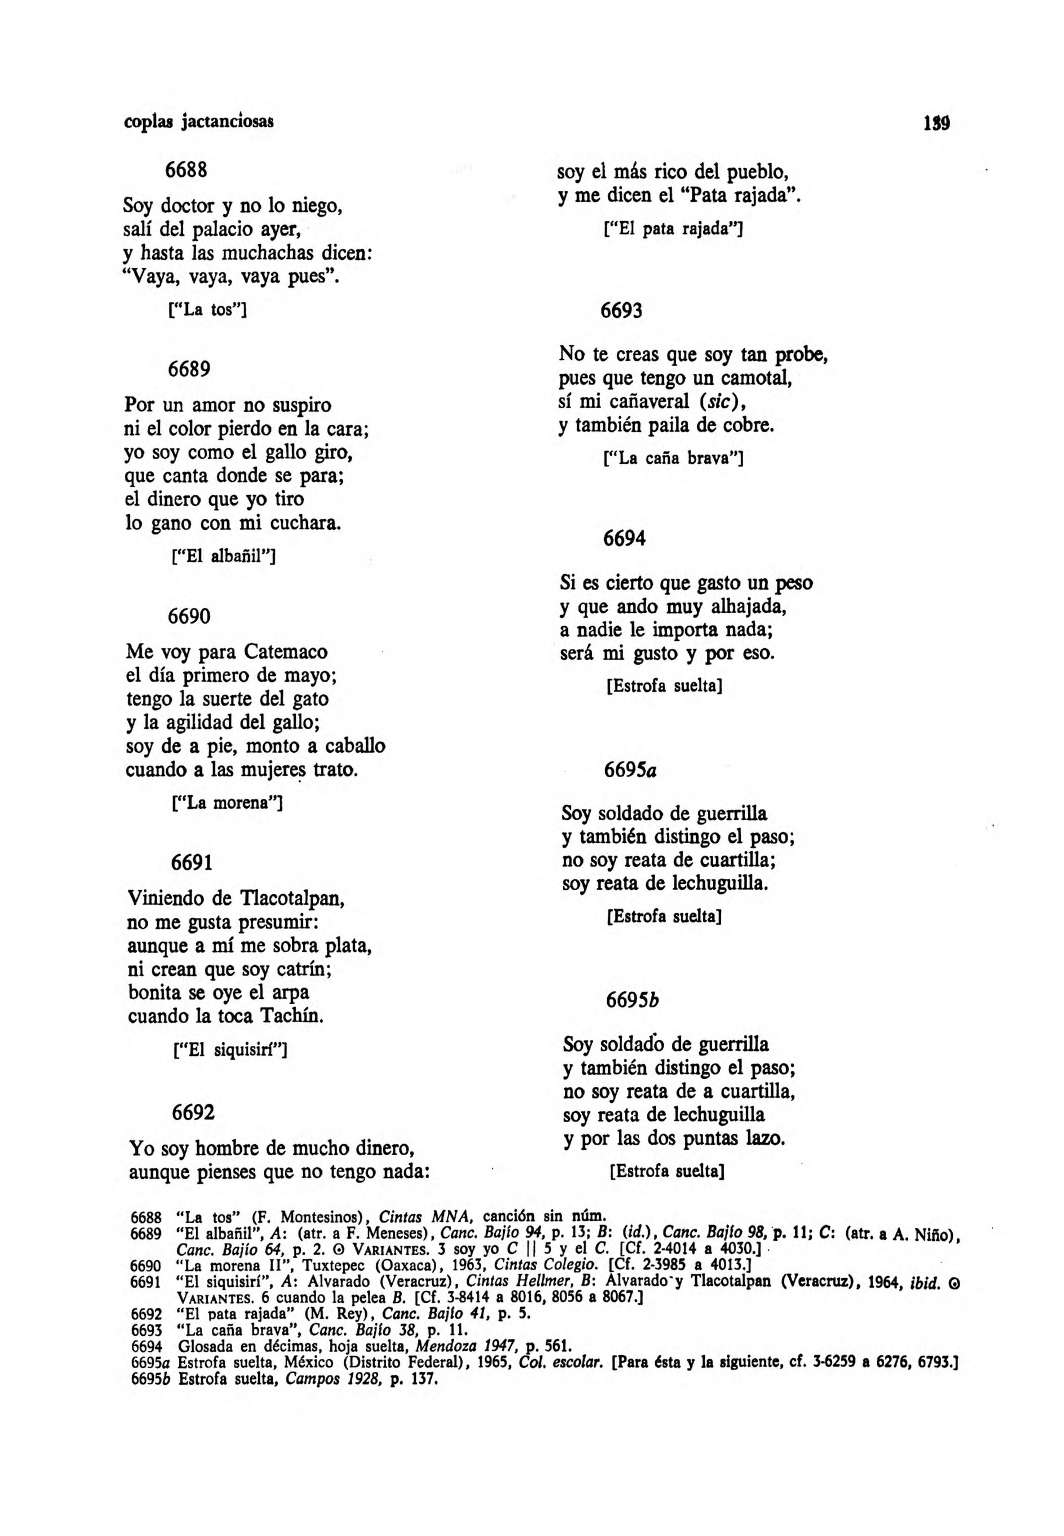 coplas jactanciosas
139
6688
Soy doctor y no lo niego,
salí del palacio ayer,
y hasta las muchachas dicen:
“Vaya, vaya, vaya pues”.
[“La tos”]
6689
Por un amor no suspiro
ni el color pierdo en la cara;
yo soy como el gallo giro,
que canta donde se para;
el dinero que yo tiro
lo gano con mi cuchara.
[“El albañil”]
6690
Me voy para Catemaco
el día primero de mayo;
tengo la suerte del gato
y la agilidad del gallo;
soy de a pie, monto a caballo
cuando a las mujeres trato.
[“La morena”]
6691
Viniendo de Tlacotalpan,
no me gusta presumir:
aunque a mí me sobra plata,
ni crean que soy catrín;
bonita se oye el arpa
cuando la toca Tachín.
[“El siquisirí”]
6692
Yo soy hombre de mucho dinero,
aunque pienses que no tengo nada:
soy el más rico del pueblo,
y me dicen el “Pata rajada”.
[“El pata rajada”]
6693
No te creas que soy tan probe,
pues que tengo un camotal,
sí mi cañaveral (sic),
y también paila de cobre.
[“La caña brava”]
6694
Si es cierto que gasto un peso
y que ando muy alhajada,
a nadie le importa nada;
será mi gusto y por eso.
[Estrofa suelta]
6695a
Soy soldado de guerrilla
y también distingo el paso;
no soy reata de cuartilla;
soy reata de lechuguilla.
[Estrofa suelta]
6695b
Soy soldado de guerrilla
y también distingo el paso;
no soy reata de a cuartilla,
soy reata de lechuguilla
y por las dos puntas lazo.
[Estrofa suelta]
6688 “La tos” (F. Montesinos), Cintas MNA, canción sin núm.
6689 “El albañil”, A: (atr. a F. Meneses), Canc. Bajío 94, p. 13; B: (id.), Canc. Bajío 98, p. 11; C: (atr. a A. Niño),
Canc. Bajío 64, p. 2. ⊙ VARIANTES. 3 soy yo C || 5 y el C. [Cf. 2-4014 a 4030.]
6690 “La morena II”, Tuxtepec (Oaxaca), 1963, Cintas Colegio. [Cf. 2-3985 a 4013.]
6691 “El siquisirí”, A: Alvarado (Veracruz), Cintas Hellmer, B: Alvarado y Tlacotalpan (Veracruz), 1964, ibid. ⊙
VARIANTES. 6 cuando la pelea B. [Cf. 3-8414 a 8016, 8056 a 8067.]
6692 “El pata rajada” (M. Rey), Canc. Bajío 41, p. 5.
6693 “La caña brava”, Canc. Bajío 38, p. 11.
6694 Glosada en décimas, hoja suelta, Mendoza 1947, p. 561.
6695a Estrofa suelta, México (Distrito Federal), 1965, Col. escolar. [Para ésta y la siguiente, cf. 3-6259 a 6276, 6793.]
6695b Estrofa suelta, Campos 1928, p. 137.